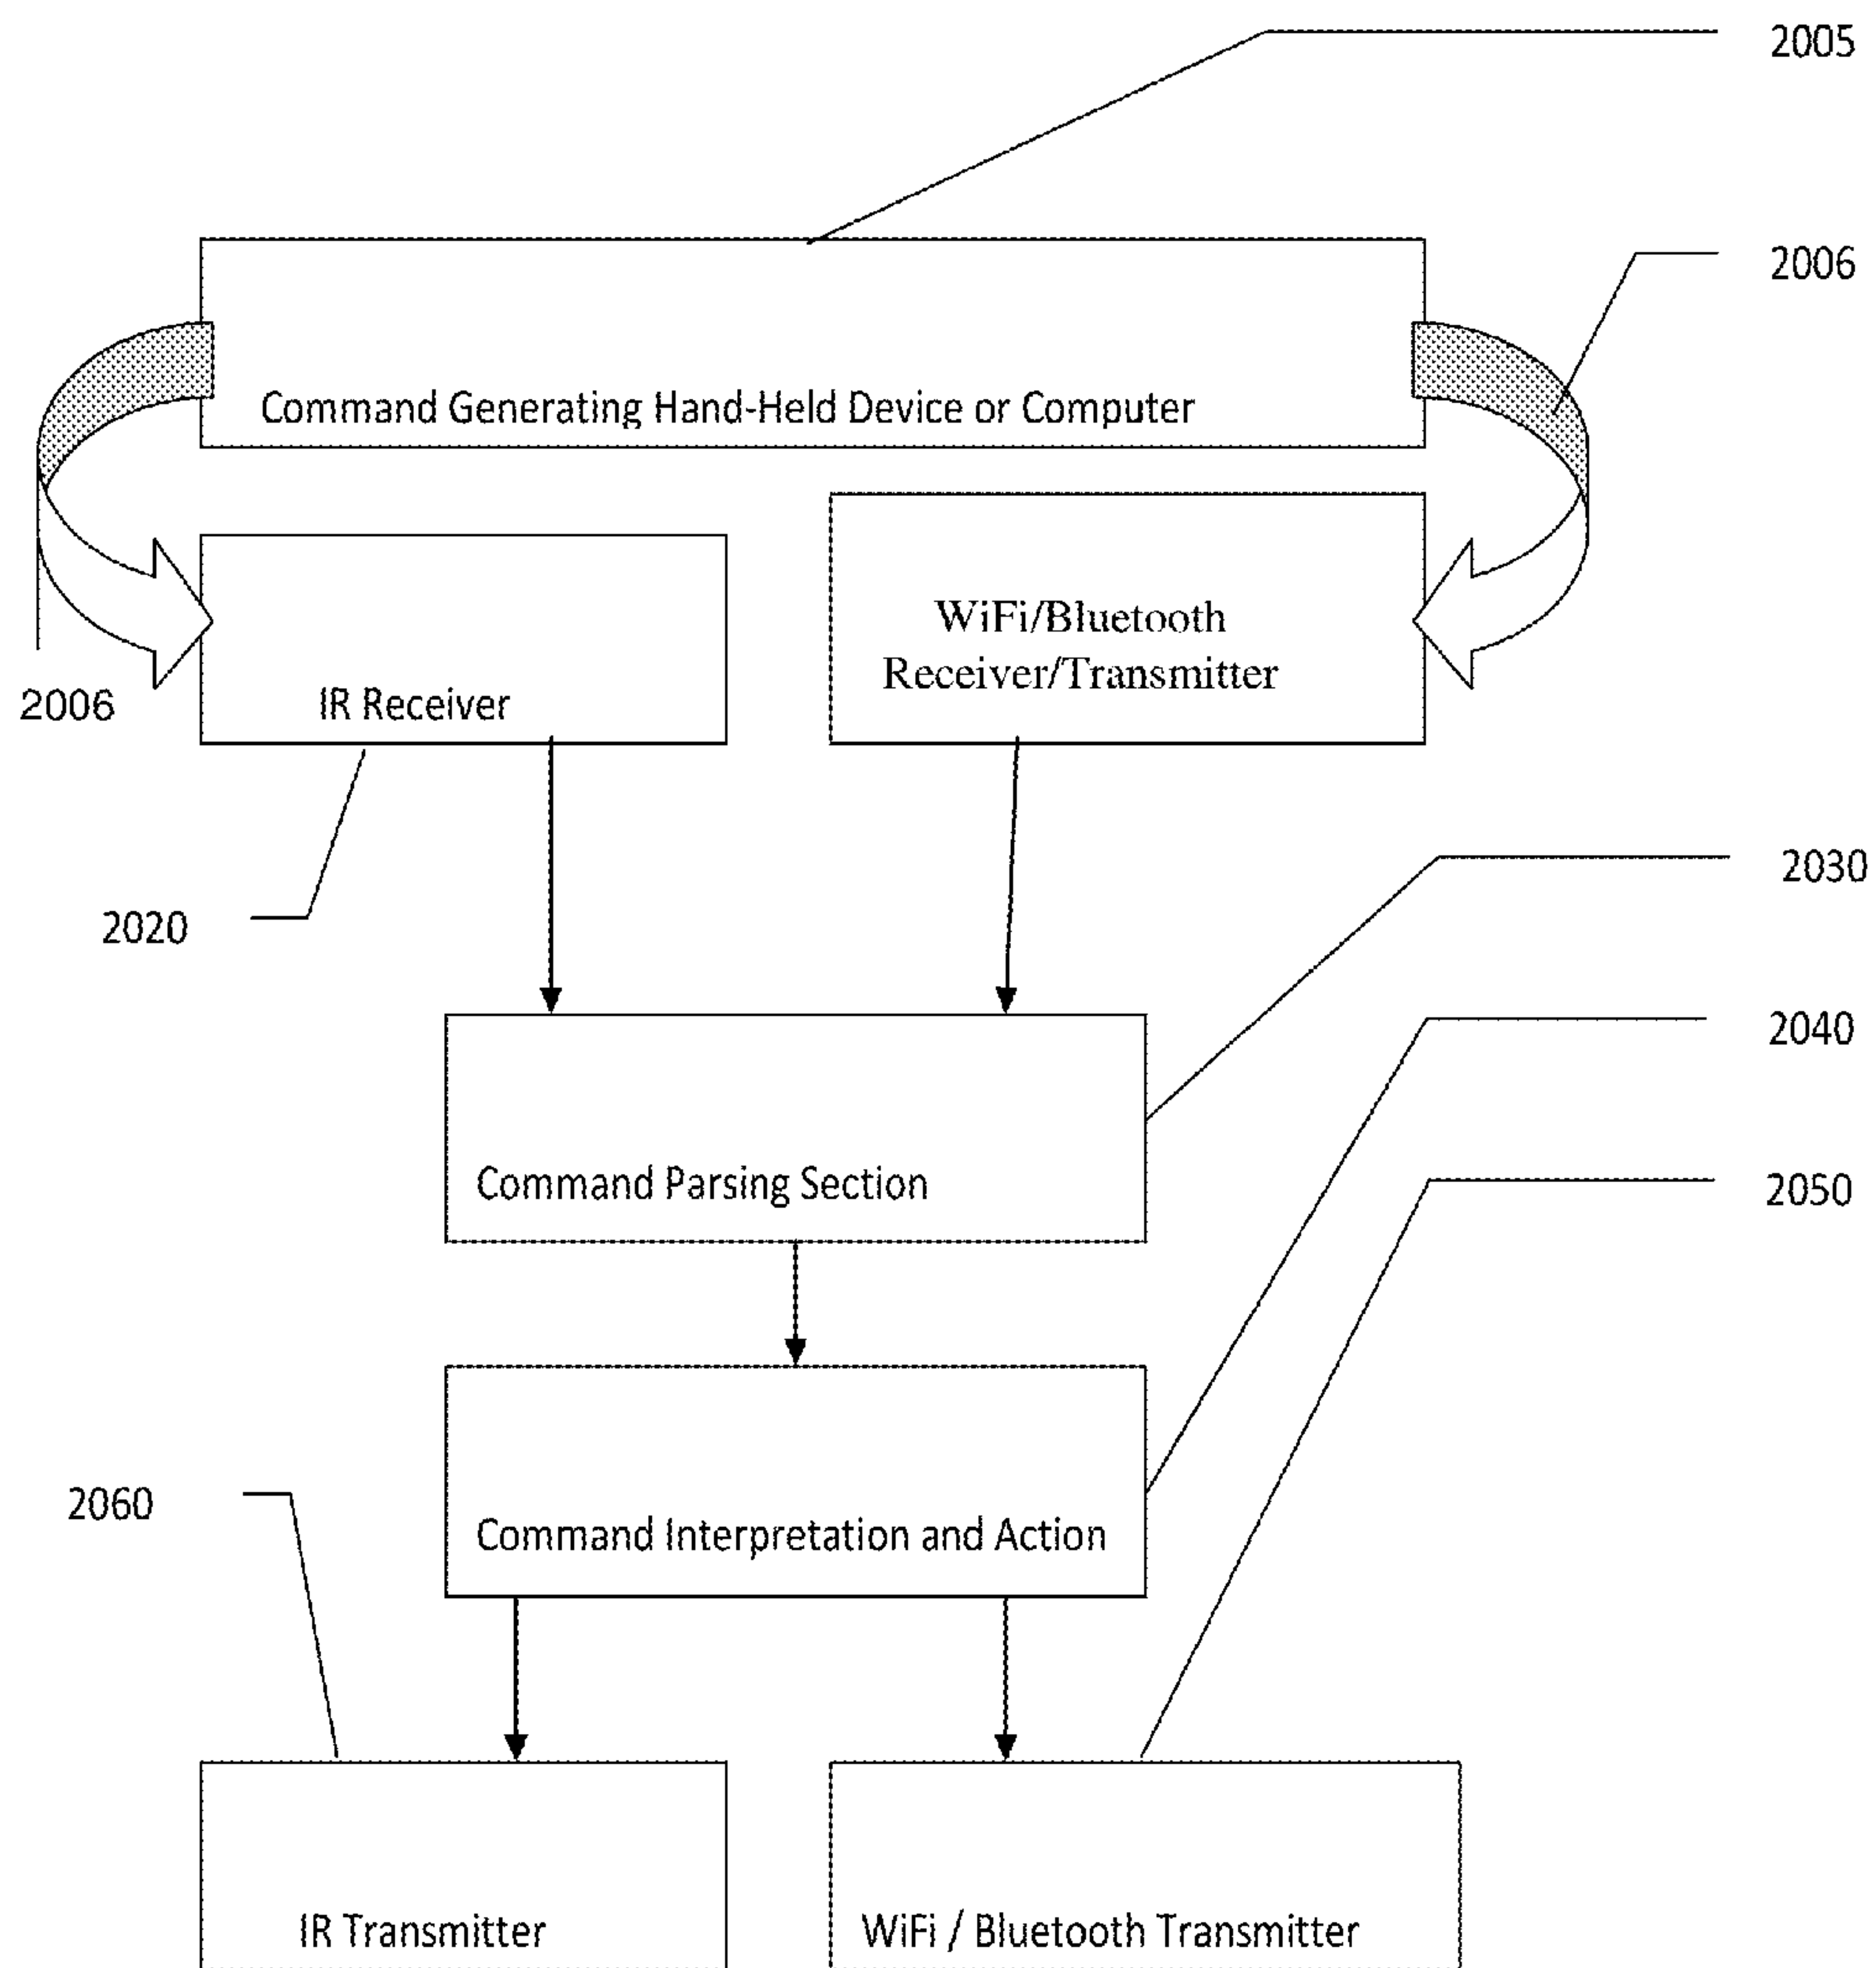 2005
2006
Command Generating Hand-Held Device or Computer
WiFi/Bluetooth
Receiver/Transmitter
IR Receiver
2006
2020
2030
2040
Command Parsing Section
2050
2060
Command Interpretation and Action
IR Transmitter
WiFi / Bluetooth Transmitter